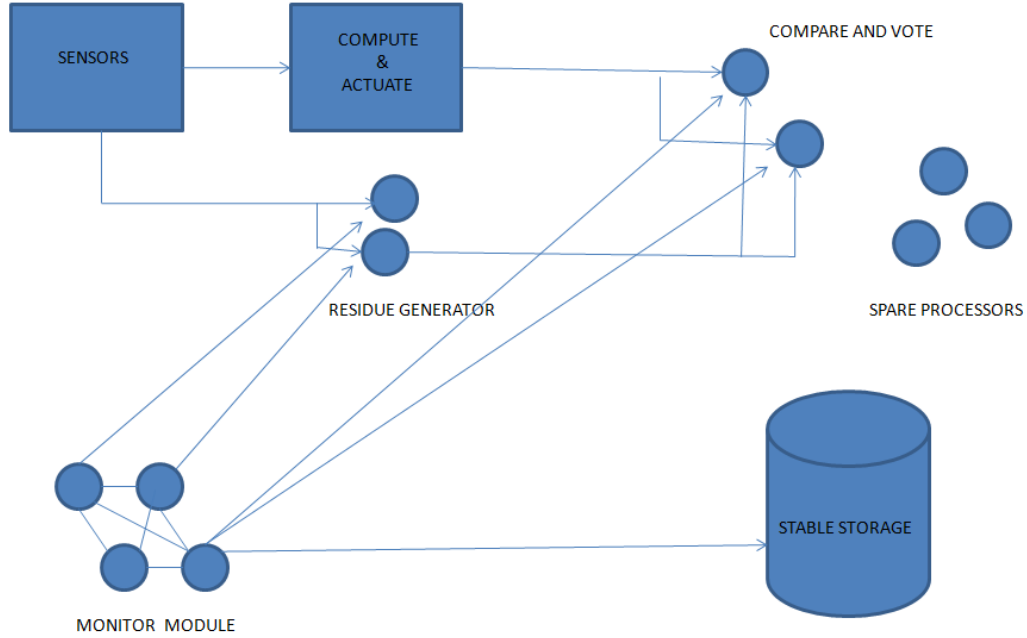 SENSORS
COMPUTE
&
ACTUATE
COMPARE AND VOTE
RESIDUE GENERATOR
SPARE PROCESSORS
STABLE STORAGE
MONITOR MODULE